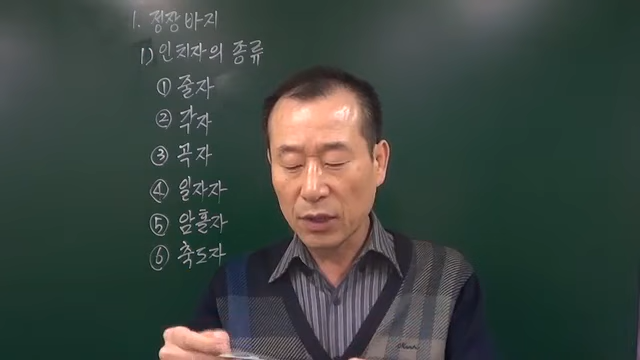 1. 정장바지
1) 인치자의 종류
① 줄자
② 각자
③ 곡자
④ 일자자
⑤ 암홀자
⑥ 축도자